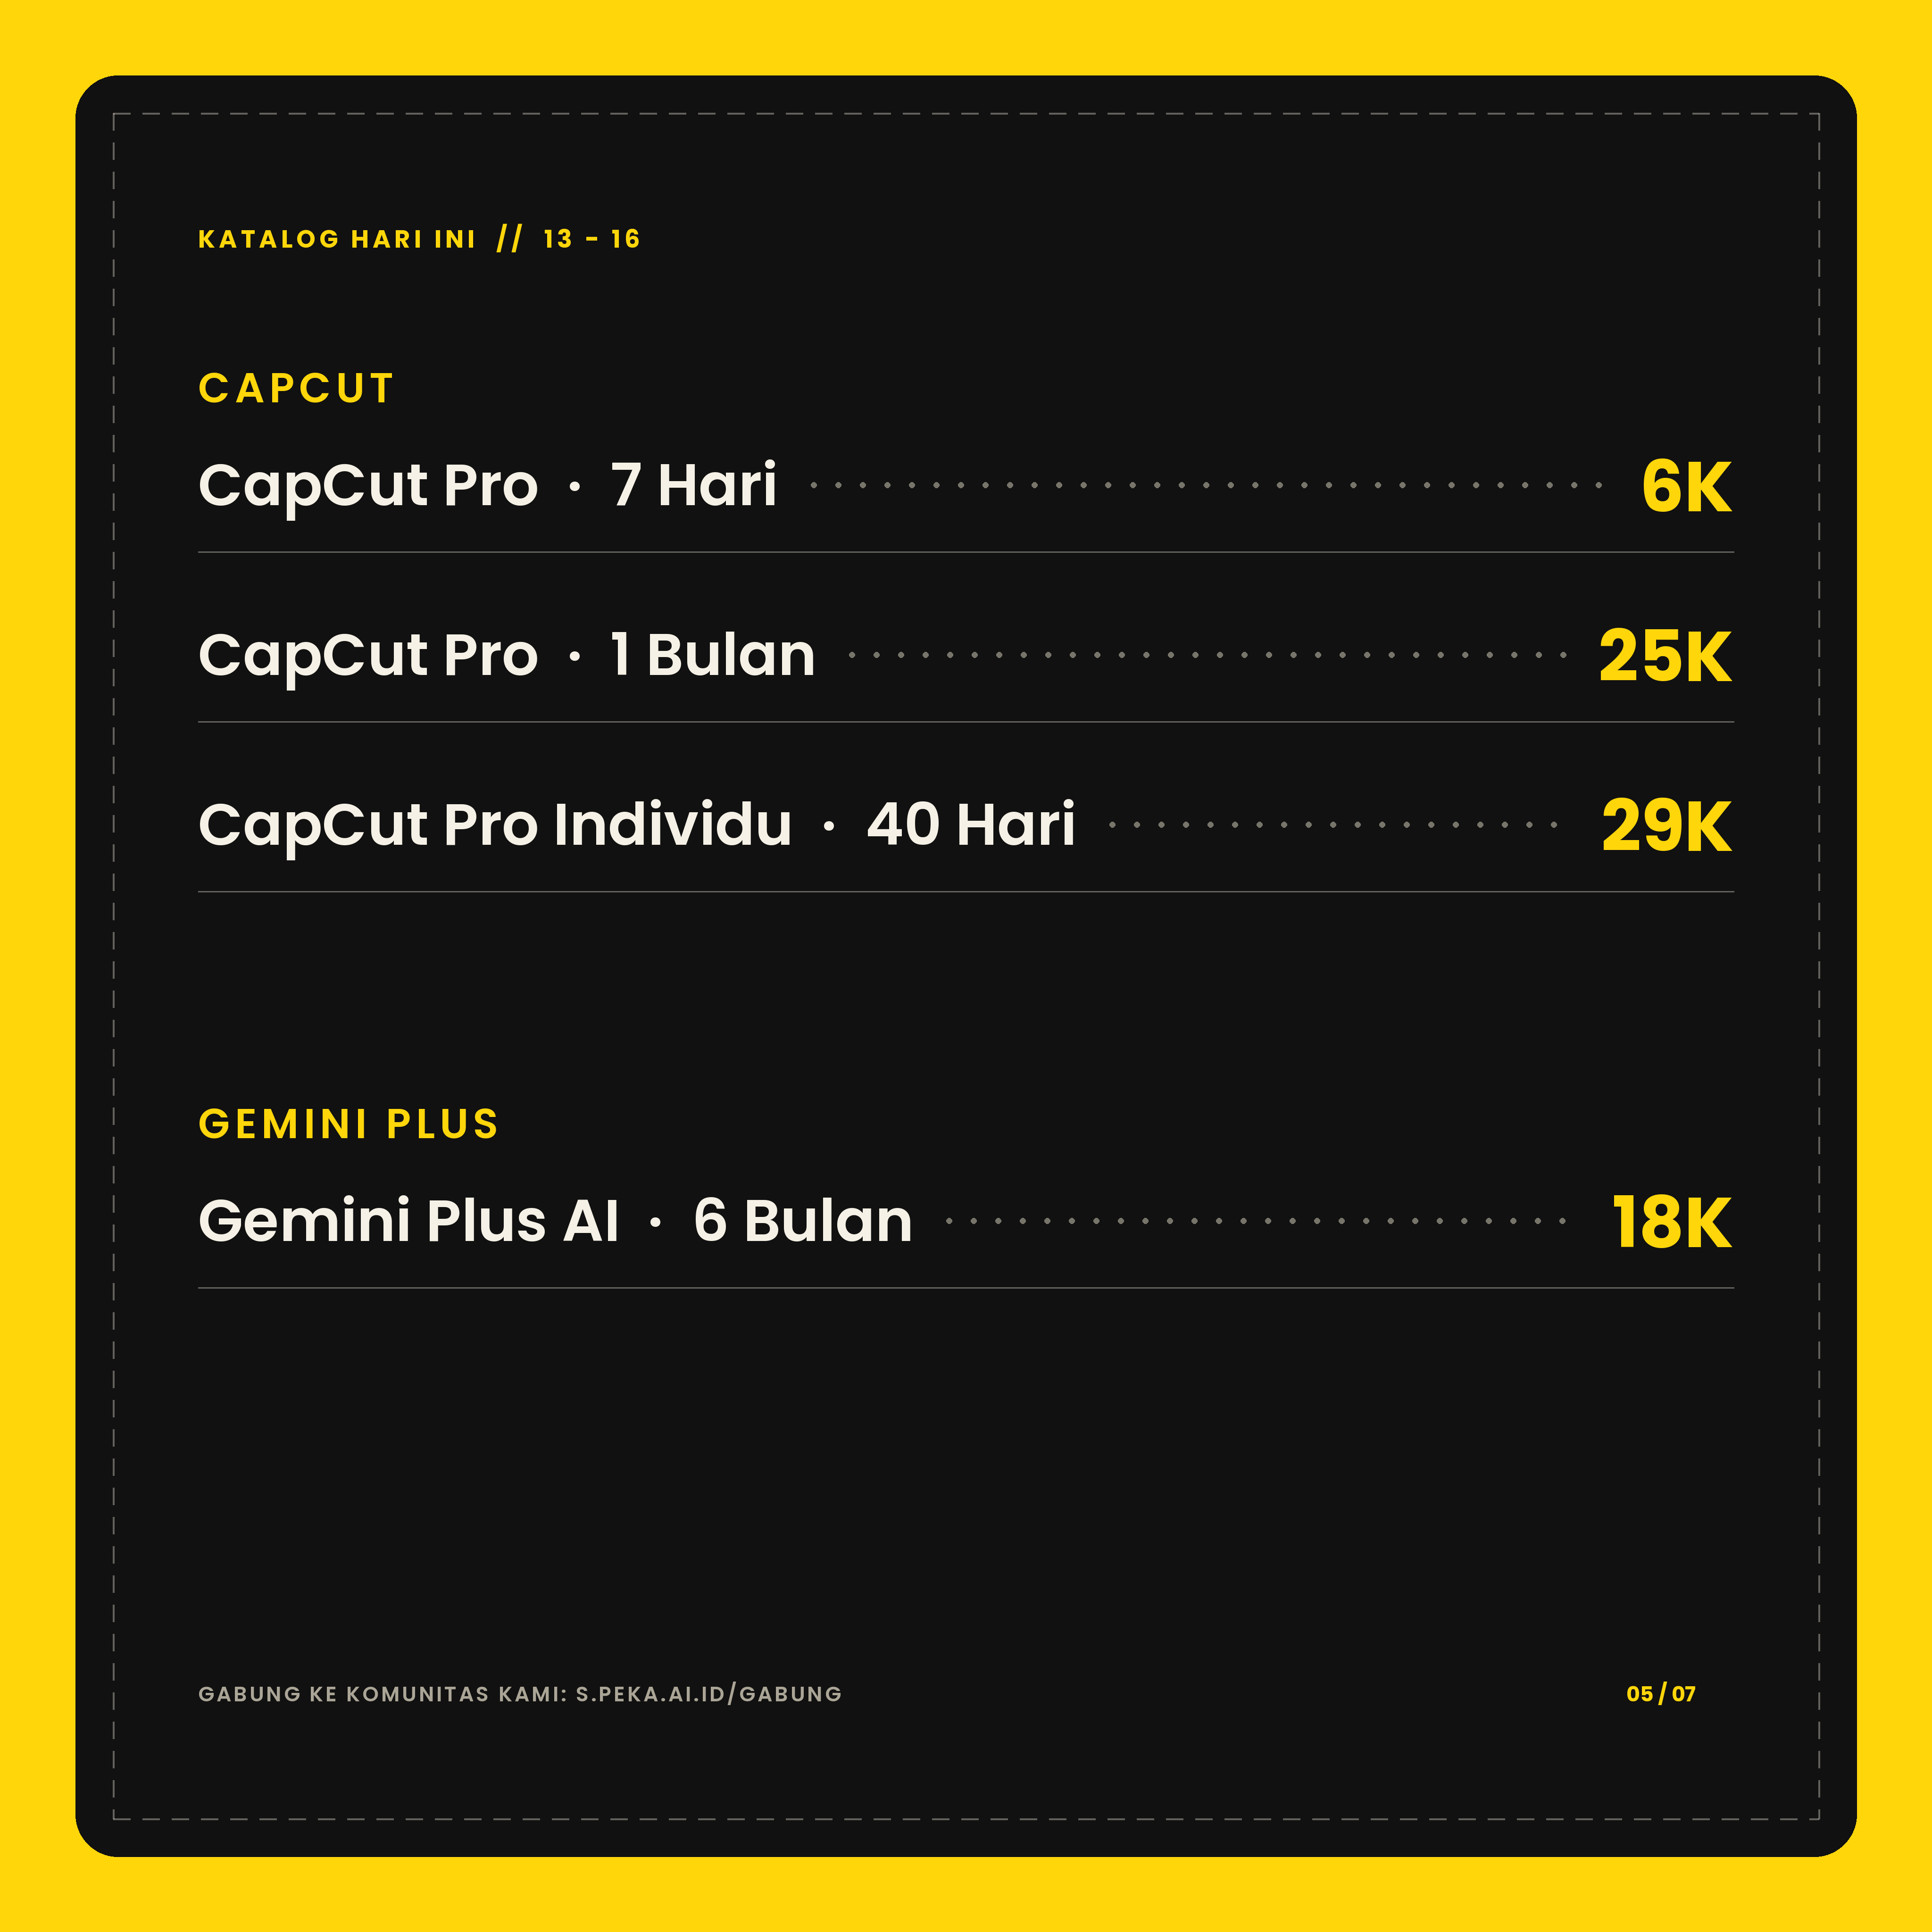 KATALOG HARI INI // 13 - 16
CAPCUT
CapCut Pro · 7 Hari 6K
CapCut Pro · 1 Bulan 25K
CapCut Pro Individu · 40 Hari 29K
GEMINI PLUS
Gemini Plus AI · 6 Bulan 18K
GABUNG KE KOMUNITAS KAMI: S.PEKA.AI.ID/GABUNG 05 / 07